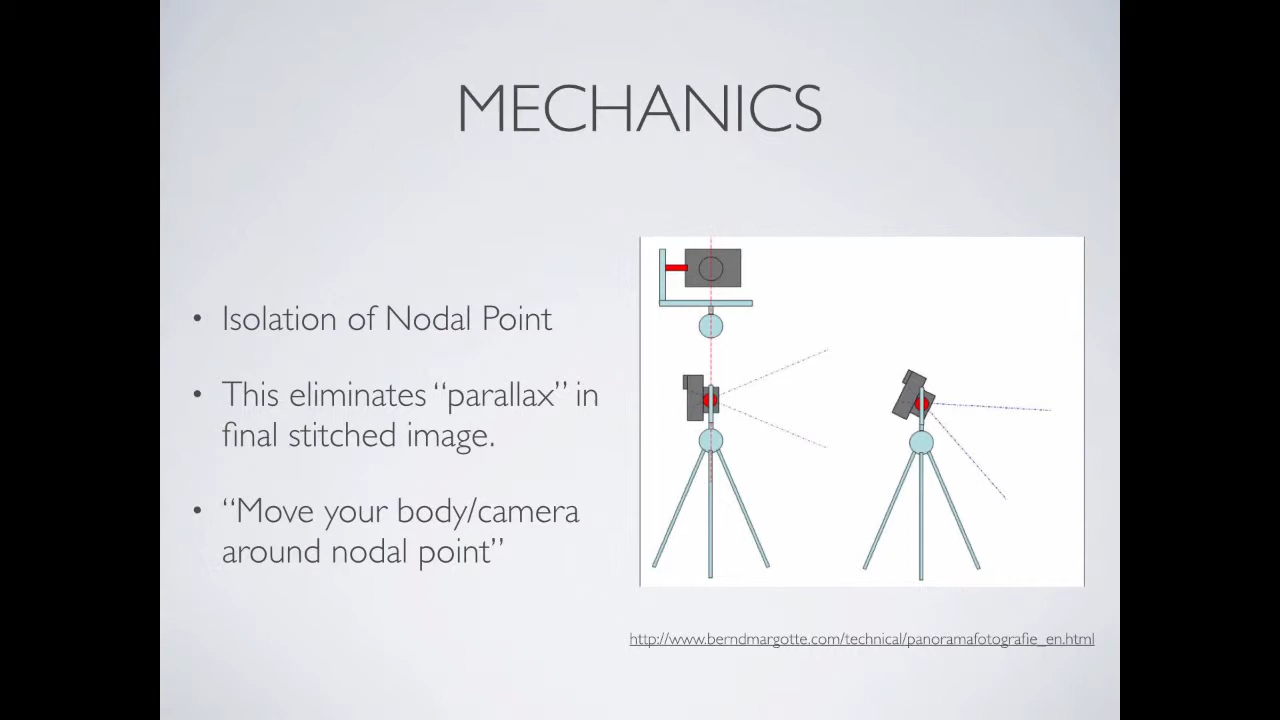 MECHANICS
• Isolation of Nodal Point
• This eliminates “parallax” in
final stitched image.
• “Move your body/camera
around nodal point”
http://www.berndmargotte.com/technical/panoramafotografie_en.html